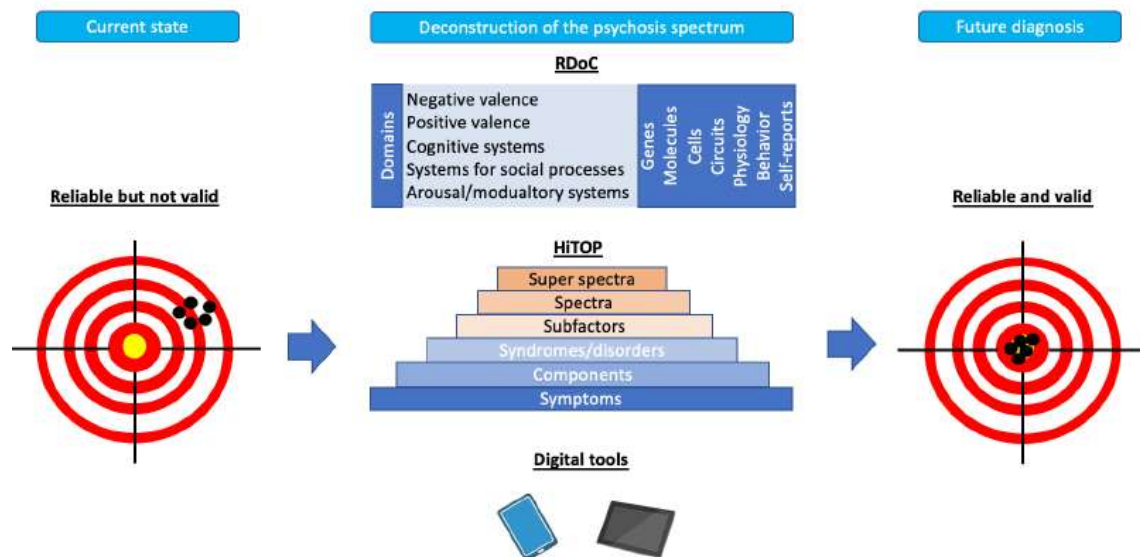 Current state
Deconstruction of the psychosis spectrum
Future diagnosis
RDoC
Domains
Negative valence
Positive valence
Cognitive systems
Systems for social processes
Arousal/modualtory systems
Genes
Molecules
Cells
Circuits
Physiology
Behavior
Self-reports
Reliable but not valid
Reliable and valid
HiTOP
Super spectra
Spectra
Subfactors
Syndromes/disorders
Components
Symptoms
Digital tools